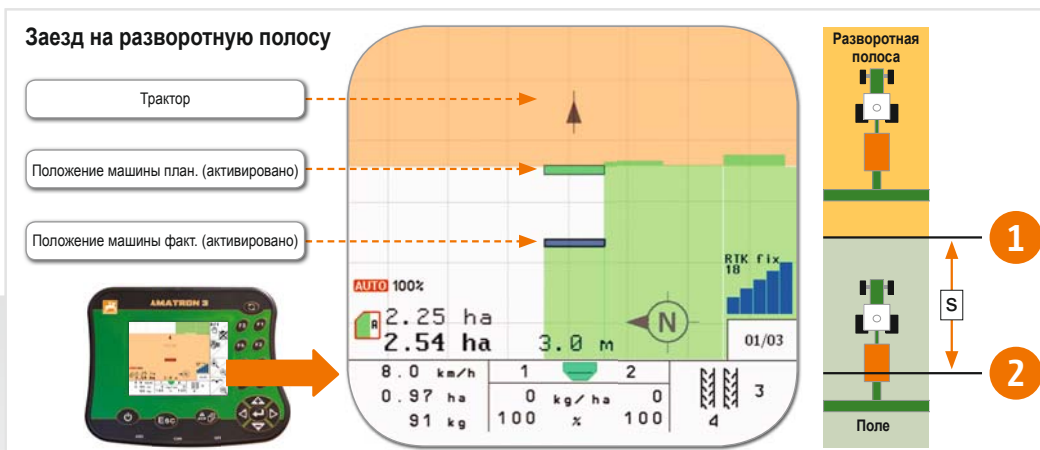 Заезд на разворотную полосу
Трактор
Положение машины план. (активировано)
Положение машины факт. (активировано)
AMATRON 3
Esc
AUTO 100%
A
2.25 ha
2.54 ha
3.0 m
N
RTK fix
18
01/03
8.0 km/h
0.97 ha
91 kg
1 2
0 kg/ha 0
100 % 100
3
4
Разворотная
полоса
1
S
2
Поле